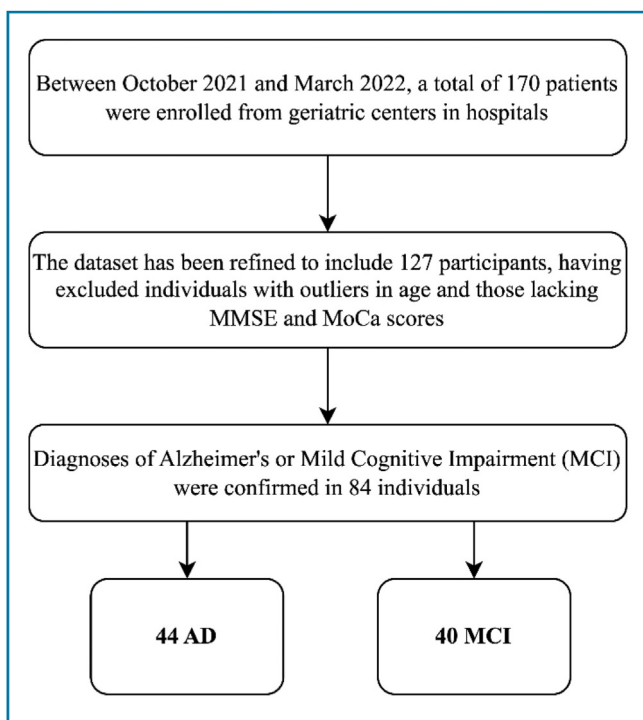 Between October 2021 and March 2022, a total of 170 patients
were enrolled from geriatric centers in hospitals
The dataset has been refined to include 127 participants, having
excluded individuals with outliers in age and those lacking
MMSE and MoCa scores
Diagnoses of Alzheimer's or Mild Cognitive Impairment (MCI)
were confirmed in 84 individuals
44 AD
40 MCI